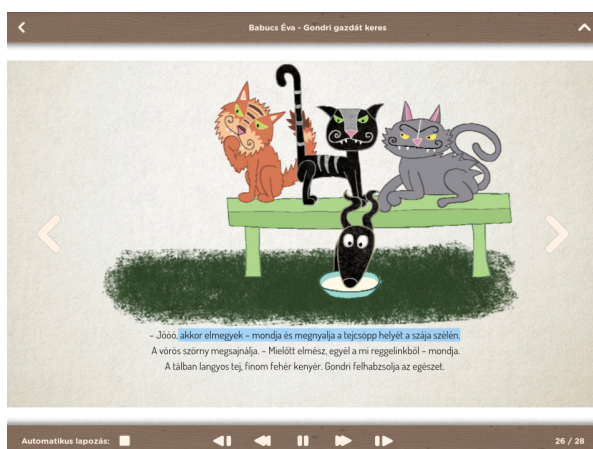 Babucs Éva - Gondri gazdát keres
– Jóóó, akkor elmegyek – mondja és megnyalja a tejcsöpp helyét a szája szélén.
A vörös szörny megsajnálja. – Mielőtt elmész, egyél a mi reggelinkből – mondja.
A tálban langyos tej, finom fehér kenyér. Gondri felhabzsolja az egészet.
Automatikus lapozás:
26 / 28